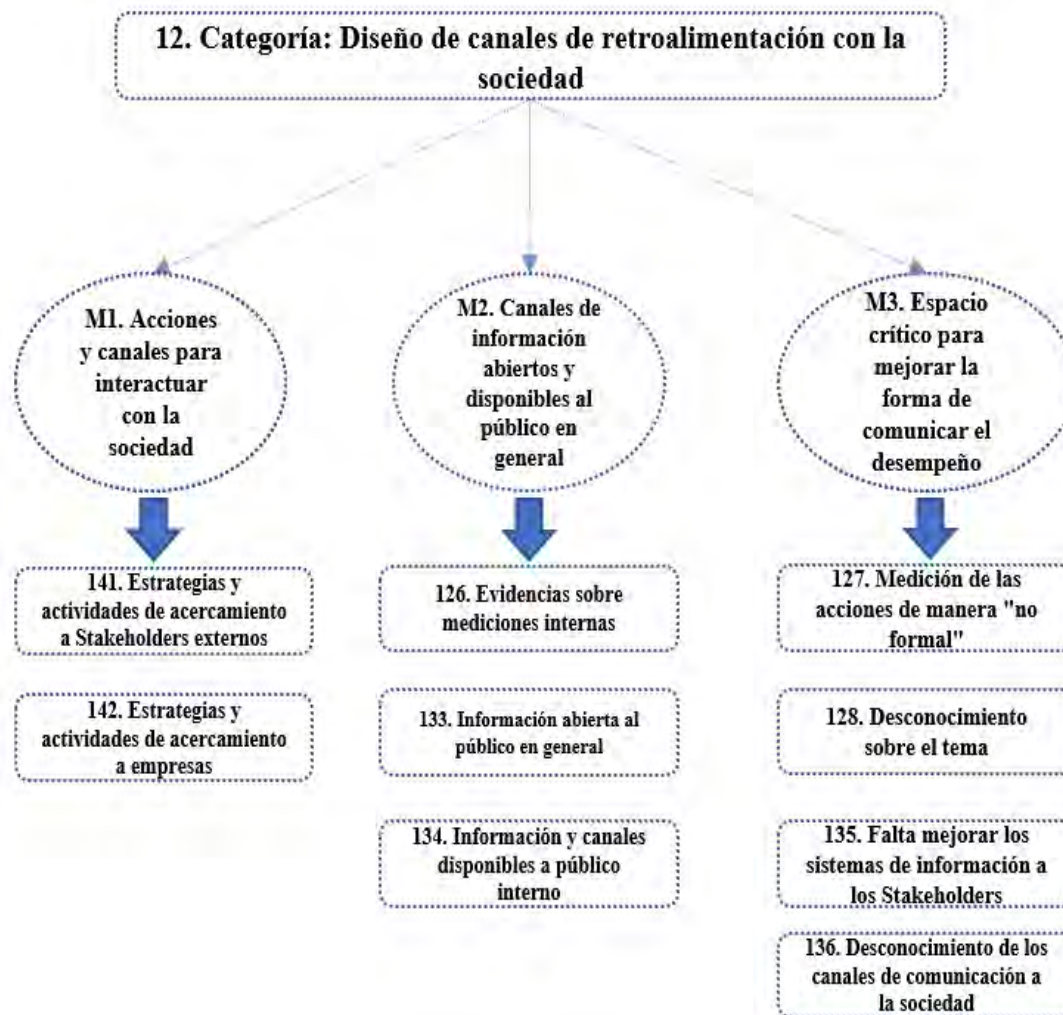 12. Categoría: Diseño de canales de retroalimentación con la
sociedad
M1. Acciones
y canales para
interactuar
con la
sociedad
M2. Canales de
información
abiertos y
disponibles al
público en
general
M3. Espacio
crítico para
mejorar la
forma de
comunicar el
desempeño
141. Estrategias y
actividades de acercamiento
a Stakeholders externos
142. Estrategias y
actividades de acercamiento
a empresas
126. Evidencias sobre
mediciones internas
133. Información abierta al
público en general
134. Información y canales
disponibles a público
interno
127. Medición de las
acciones de manera "no
formal"
128. Desconocimiento
sobre el tema
135. Falta mejorar los
sistemas de información a
los Stakeholders
136. Desconocimiento de los
canales de comunicación a
la sociedad